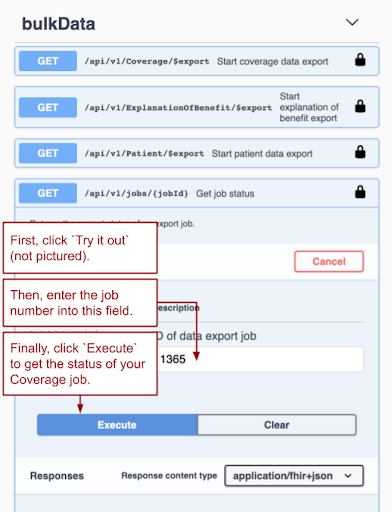 bulkData
GET /api/v1/Coverage/$export Start coverage data export
GET /api/v1/ExplanationOfBenefit/$export Start
explanation of
benefit export
GET /api/v1/Patient/$export Start patient data export
GET /api/v1/jobs/{jobId} Get job status
export job.
First, click `Try it out`
(not pictured).
Cancel
Then, enter the job
number into this field.
Finally, click `Execute`
to get the status of your
Coverage job.
of data export job
1365
Execute Clear
Responses Response content type application/fhir+json